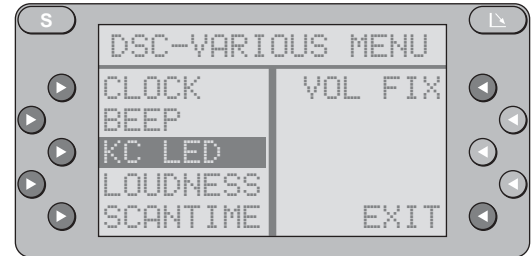 S
DSC-VARIOUS MENU
CLOCK VOL FIX
BEEP
KC LED
LOUDNESS
SCANTIME EXIT